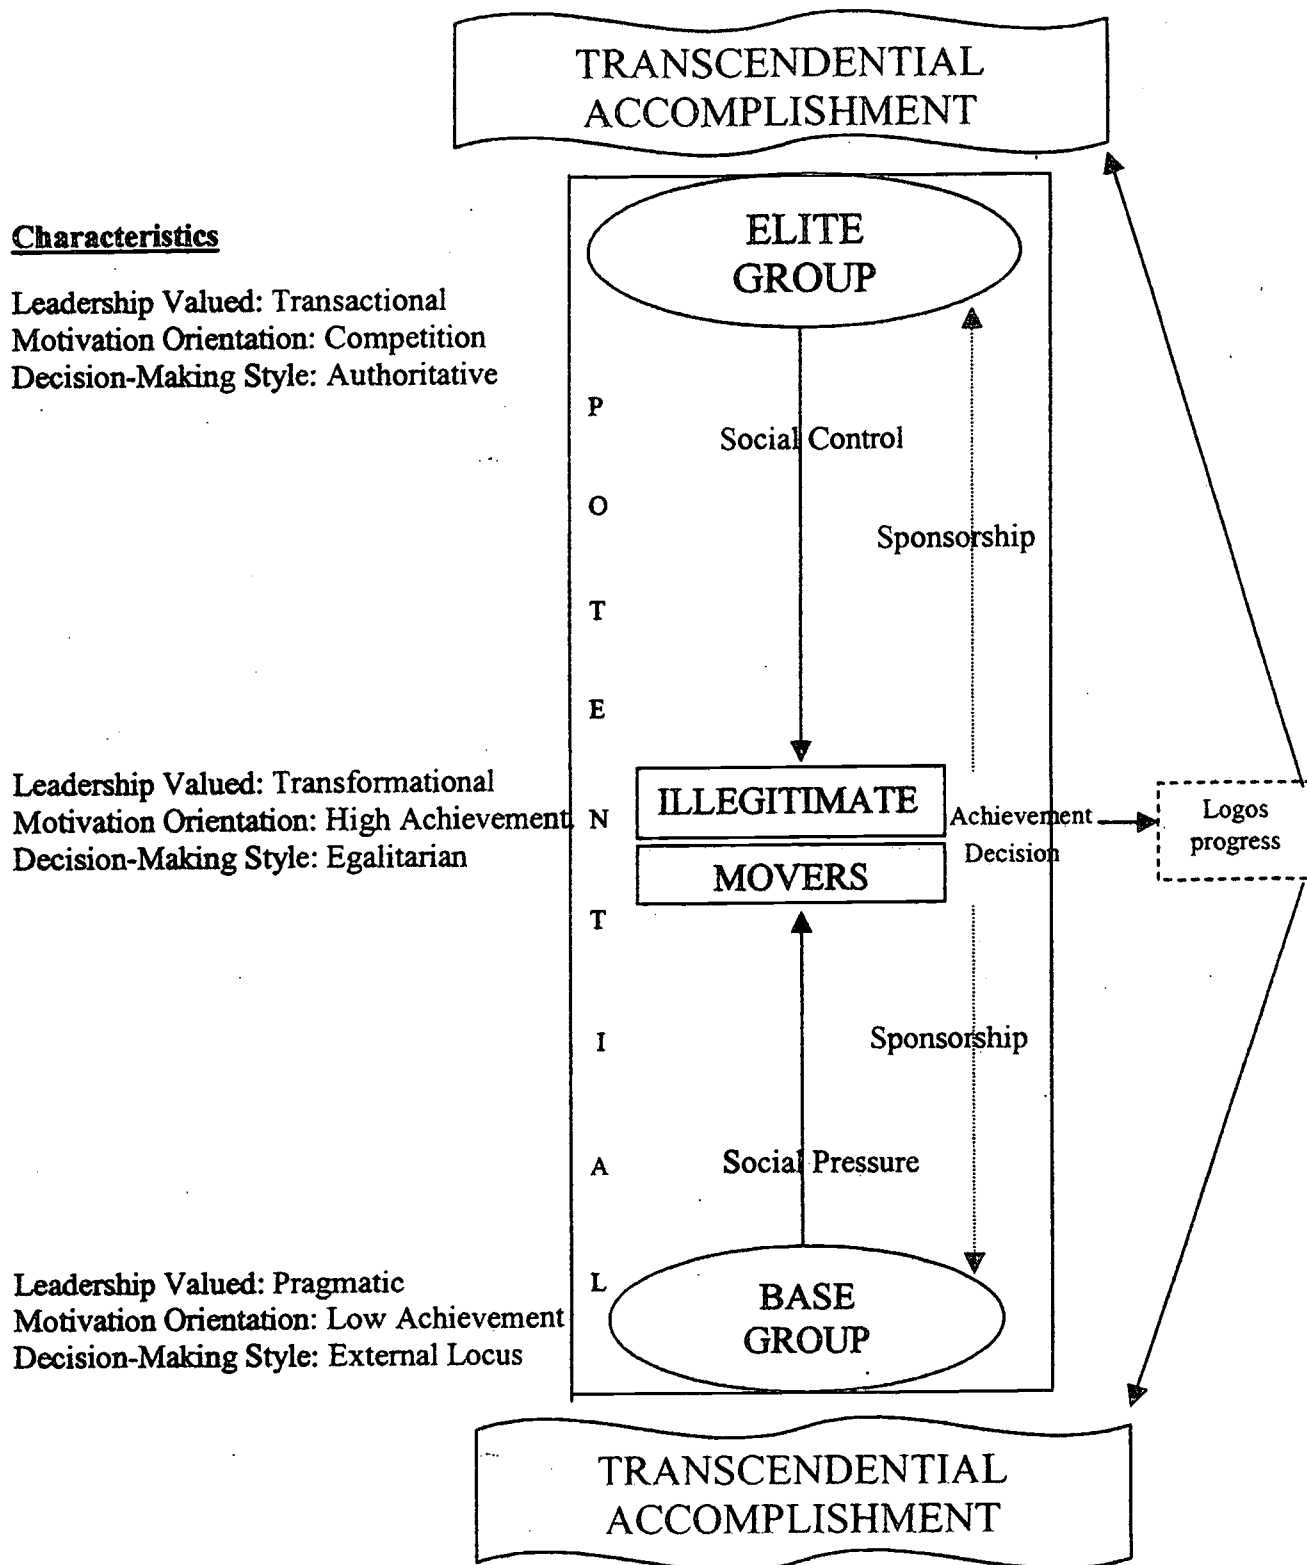 TRANSCENDENTIAL
ACCOMPLISHMENT
Characteristics
ELITE
GROUP
Leadership Valued: Transactional
Motivation Orientation: Competition
Decision-Making Style: Authoritative
Social Control
Sponsorship
P
O
T
E
N
T
I
A
L
Leadership Valued: Transformational
Motivation Orientation: High Achievement
Decision-Making Style: Egalitarian
ILLEGITIMATE
MOVERS
Achievement
Decision
Logos
progress
Sponsorship
Social Pressure
Leadership Valued: Pragmatic
Motivation Orientation: Low Achievement
Decision-Making Style: External Locus
BASE
GROUP
TRANSCENDENTIAL
ACCOMPLISHMENT